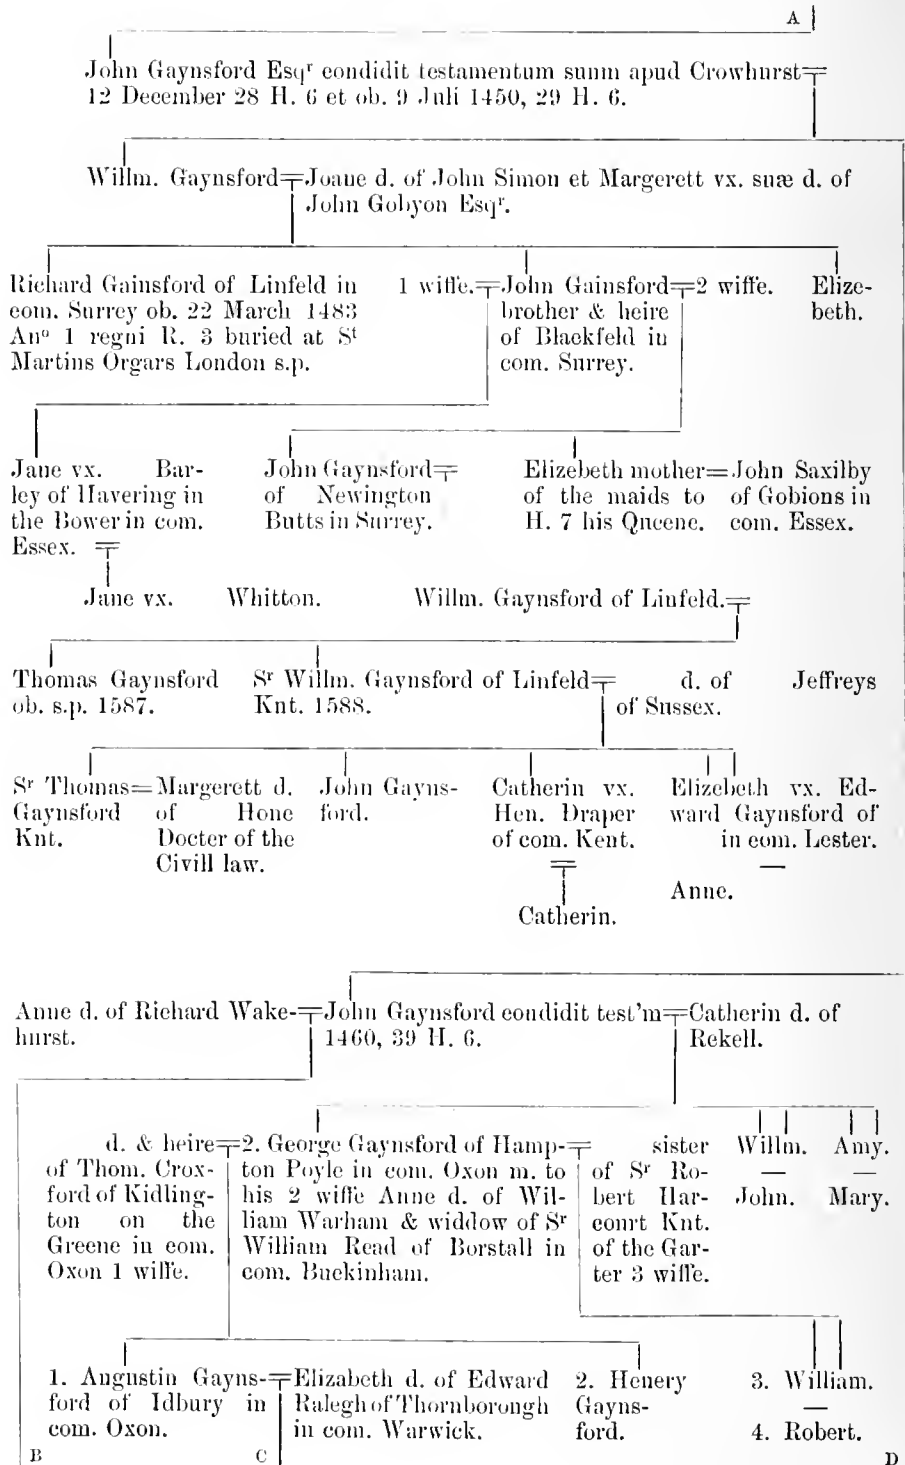 A
John Gaynsford Esqr condidit testamentum suum apud Crowhurst
12 December 28 H. 6 et ob. 9 Juli 1450, 29 H. 6.
Willm. Gaynsford=Joane d. of John Simon et Margerett vx. suæ d. of
John Gobyon Esqr.
Richard Gainsford of Linfeld in
com. Surrey ob. 22 March 1483
Ano 1 regni R. 3 buried at St
Martins Orgars London s.p.
1 wiffe.=John Gainsford=2 wiffe.
brother & heire
of Blackfeld in
com. Surrey.
Elize-
beth.
Jane vx. Bar-
ley of Havering in
the Bower in com.
Essex.
John Gaynsford=
of Newington
Butts in Surrey.
Elizebeth mother=John Saxilby
of the maids to of Gobions in
H. 7 his Queene. com. Essex.
Jane vx. Whitton.
Willm. Gaynsford of Linfeld.=
Thomas Gaynsford
ob. s.p. 1587.
Sr Willm. Gaynsford of Linfeld= d. of Jeffreys
Knt. 1588. of Sussex.
Sr Thomas=Margerett d.
Gaynsford of Hone
Knt. Docter of the
Civill law.
John Gayns-
ford.
Catherin vx.
Hen. Draper
of com. Kent.
Catherin.
Elizebeth vx. Ed-
ward Gaynsford of
in com. Lester.
—
Anne.
Anne d. of Richard Wake-=John Gaynsford condidit test'm=Catherin d. of
hurst. 1460, 39 H. 6. Rekell.
d. & heire=
of Thom. Crox-
ford of Kidling-
ton on the
Greene in com.
Oxon 1 wiffe.
2. George Gaynsford of Hamp-=
ton Poyle in com. Oxon m. to
his 2 wiffe Anne d. of Wil-
liam Warham & widdow of Sr
William Read of Borstall in
com. Buckinham.
sister
of Sr Ro-
bert Har-
court Knt.
of the Gar-
ter 3 wiffe.
Willm.
—
John.
Amy.
—
Mary.
1. Augustin Gayns-=Elizabeth d. of Edward
ford of Idbury in Ralegh of Thornborough
com. Oxon. in com. Warwick.
2. Henery
Gayns-
ford.
3. William.
—
4. Robert.
B C D